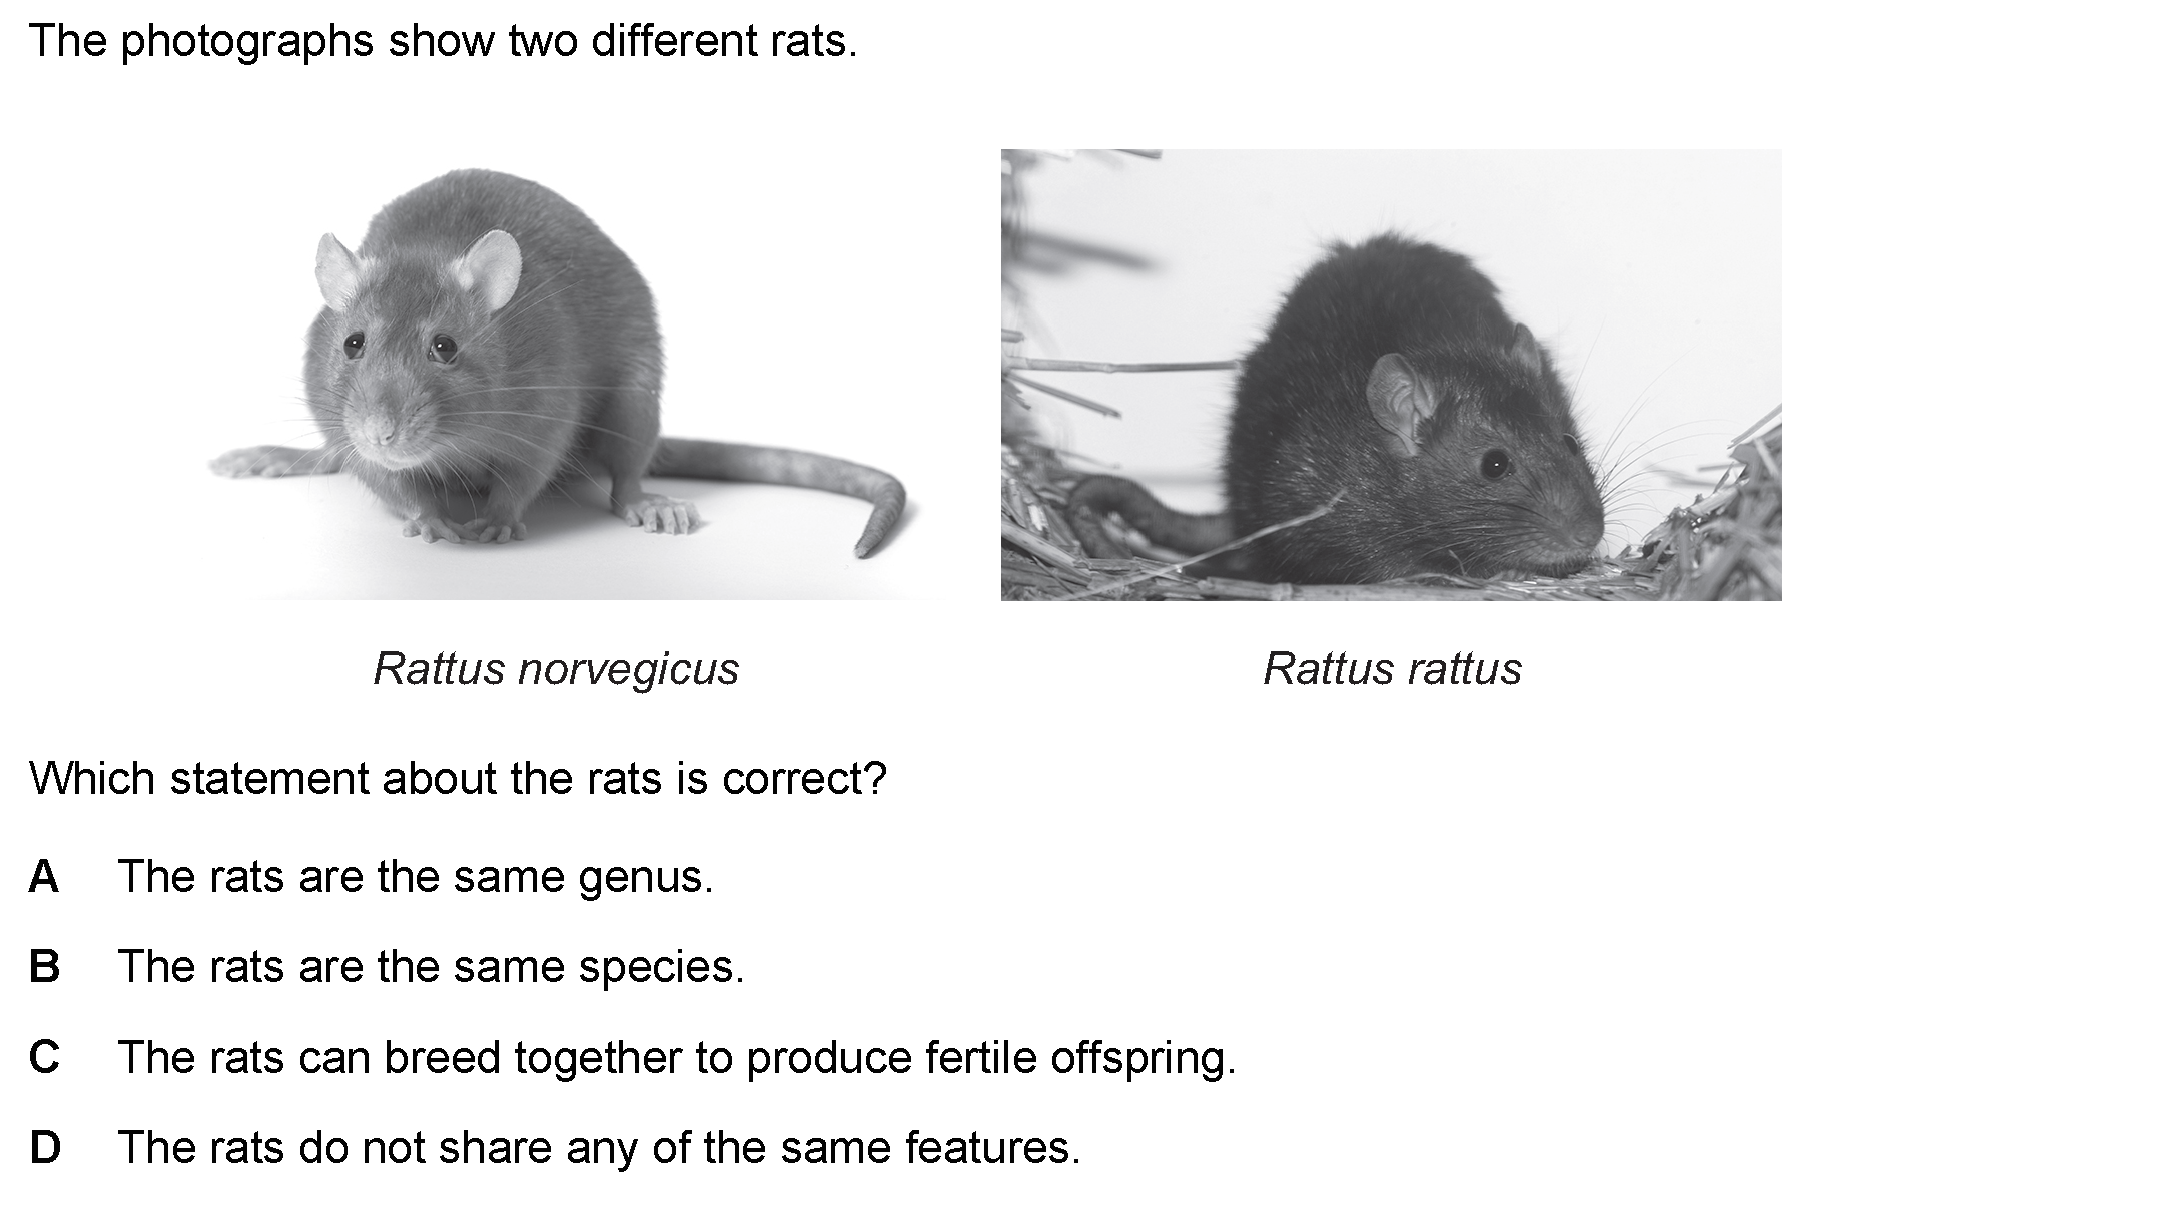 The photographs show two different rats.
Rattus norvegicus
Rattus rattus
Which statement about the rats is correct?
A The rats are the same genus.
B The rats are the same species.
C The rats can breed together to produce fertile offspring.
D The rats do not share any of the same features.